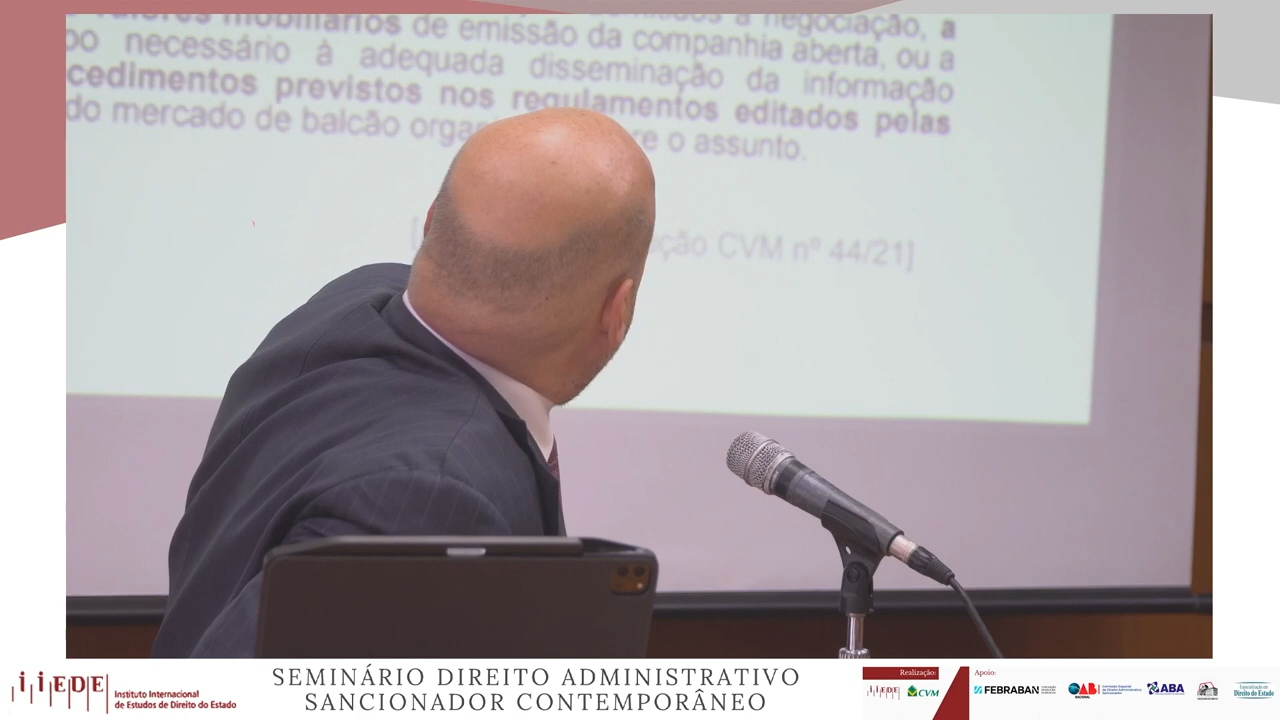 valores mobiliários de emissão da companhia aberta, ou a
necessário à adequada disseminação da informação
cedimentos previstos nos regulamentos editados pelas
do mercado de balcão o assunto.
CVM nº 44/21]
iiEDE
Instituto Internacional
de Estudos de Direito do Estado
SEMINÁRIO DIREITO ADMINISTRATIVO
SANCIONADOR CONTEMPORÂNEO
Realização:
CVM
Apoio:
FEBRABAN
OAB
NACIONAL
ABA
Direito do Estado